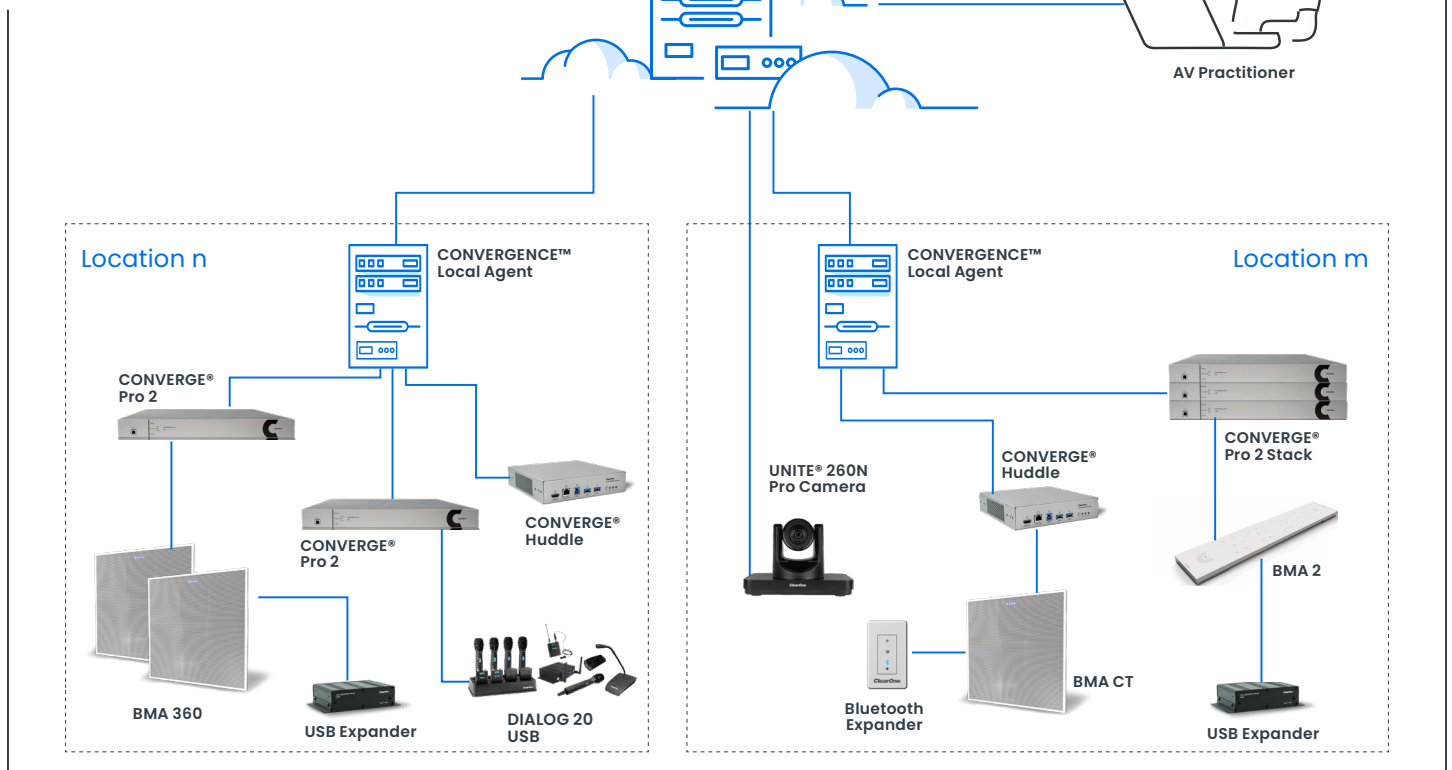 AV Practitioner
Location n
CONVERGENCE™
Local Agent
CONVERGE®
Pro 2
CONVERGE®
Pro 2
CONVERGE®
Huddle
BMA 360
USB Expander
DIALOG 20
USB
CONVERGENCE™
Local Agent
Location m
UNITE® 260N
Pro Camera
ClearOne
CONVERGE®
Huddle
CONVERGE®
Pro 2 Stack
BMA 2
ClearOne
Bluetooth
Expander
BMA CT
USB Expander